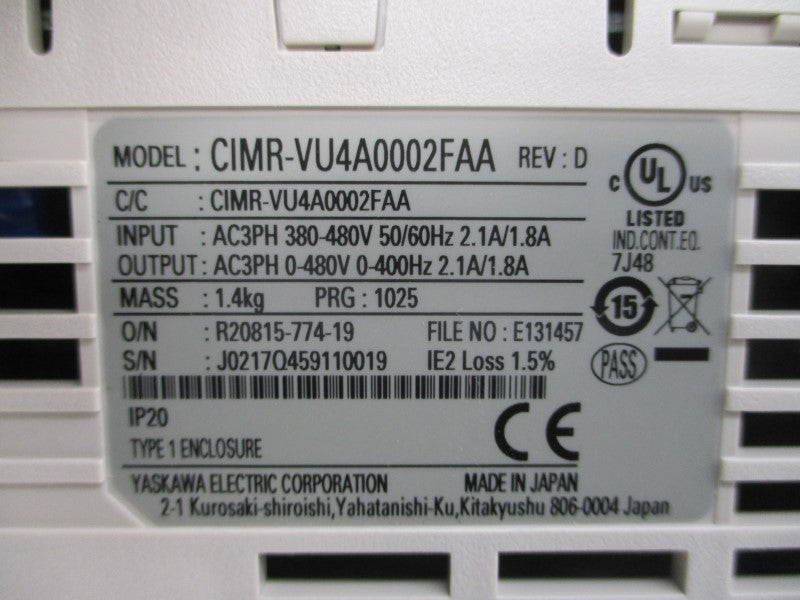 MODEL : CIMR-VU4A0002FAA REV : D
C/C : CIMR-VU4A0002FAA
INPUT : AC3PH 380-480V 50/60Hz 2.1A/1.8A
OUTPUT : AC3PH 0-480V 0-400Hz 2.1A/1.8A
MASS : 1.4kg PRG : 1025
O/N : R20815-774-19 FILE NO : E131457
S/N : J0217Q459110019 IE2 Loss 1.5%
C UL US
LISTED
IND.CONT.EQ.
7J48
15
PASS
IP20
TYPE 1 ENCLOSURE
CE
YASKAWA ELECTRIC CORPORATION MADE IN JAPAN
2-1 Kurosaki-shiroishi,Yahatanishi-Ku,Kitakyushu 806-0004 Japan